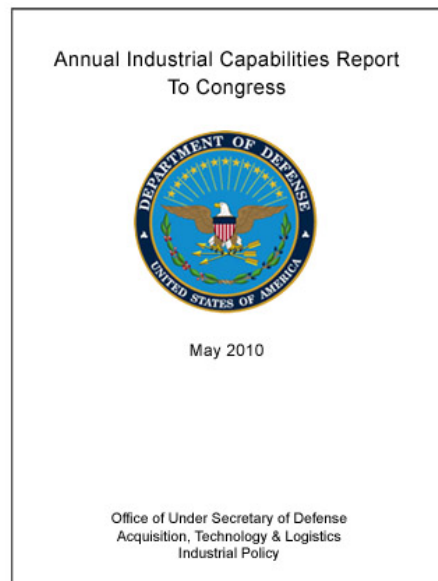 Annual Industrial Capabilities Report
To Congress
DEPARTMENT OF DEFENSE
UNITED STATES OF AMERICA
May 2010
Office of Under Secretary of Defense
Acquisition, Technology & Logistics
Industrial Policy